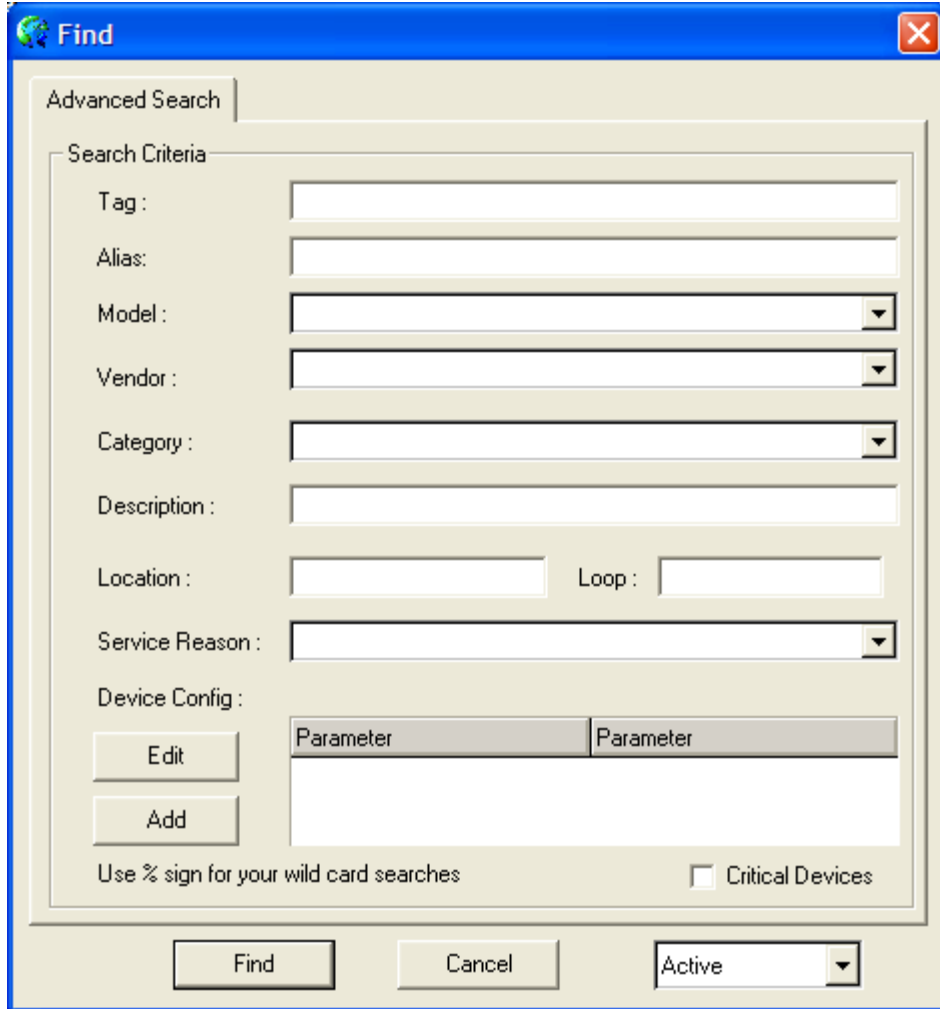 Find
Advanced Search
Search Criteria
Tag :
Alias:
Model :
Vendor :
Category :
Description :
Location : Loop :
Service Reason :
Device Config :
Parameter Parameter
Edit
Add
Use % sign for your wild card searches Critical Devices
Find Cancel Active